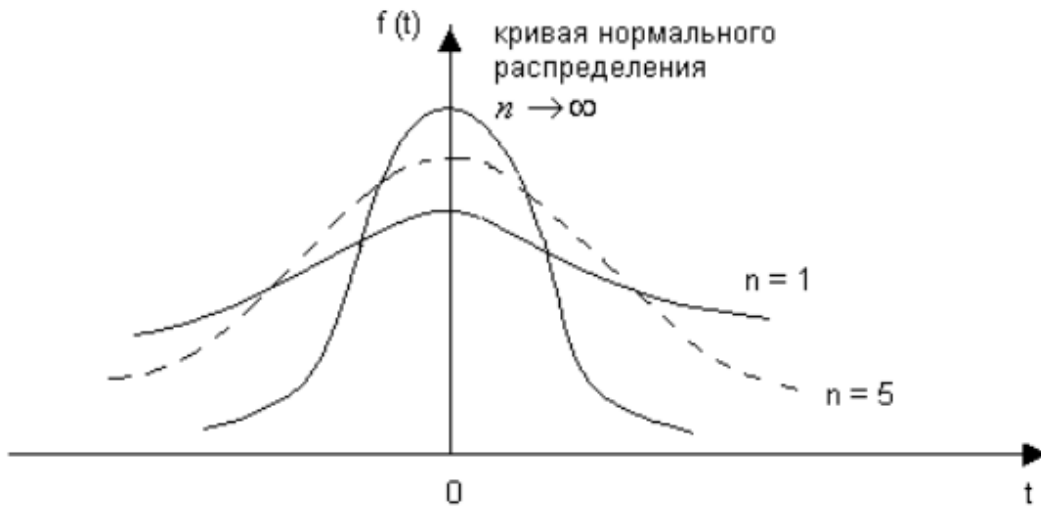 f (t)
кривая нормального
распределения
n → ∞
n = 1
n = 5
0
t